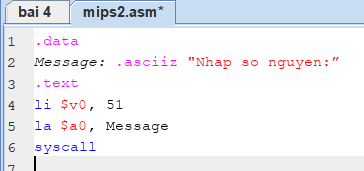 bai 4 mips2.asm*
1 .data
2 Message: .asciiz "Nhap so nguyen:”
3 .text
4 li $v0, 51
5 la $a0, Message
6 syscall
7